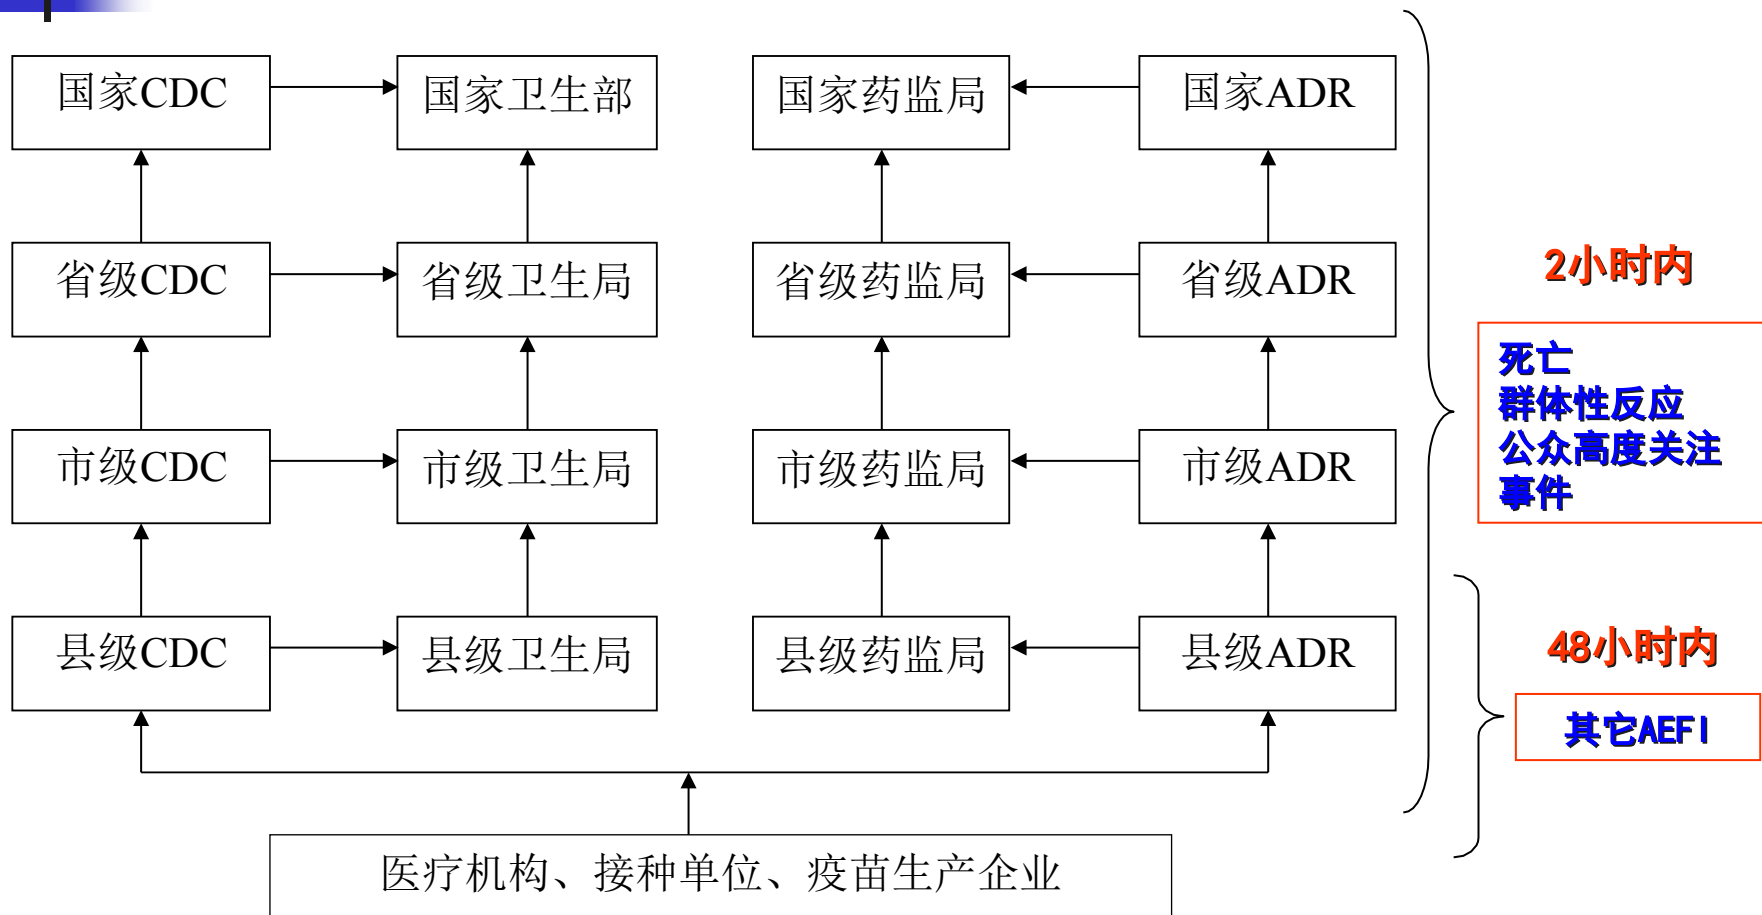 国家CDC
国家卫生部
国家药监局
国家ADR
省级CDC
省级卫生局
省级药监局
省级ADR
2小时内
死亡
群体性反应
公众高度关注
事件
市级CDC
市级卫生局
市级药监局
市级ADR
县级CDC
县级卫生局
县级药监局
县级ADR
48小时内
其它AEFI
医疗机构、接种单位、疫苗生产企业